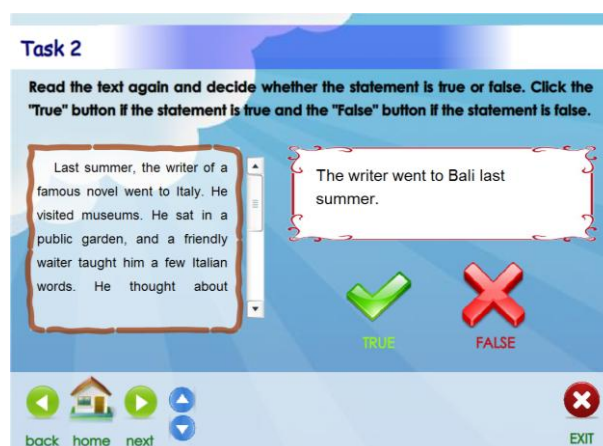 Task 2
Read the text again and decide whether the statement is true or false. Click the
"True" button if the statement is true and the "False" button if the statement is false.
Last summer, the writer of a
famous novel went to Italy. He
visited museums. He sat in a
public garden, and a friendly
waiter taught him a few Italian
words. He thought about
The writer went to Bali last
summer.
TRUE FALSE
back home next EXIT